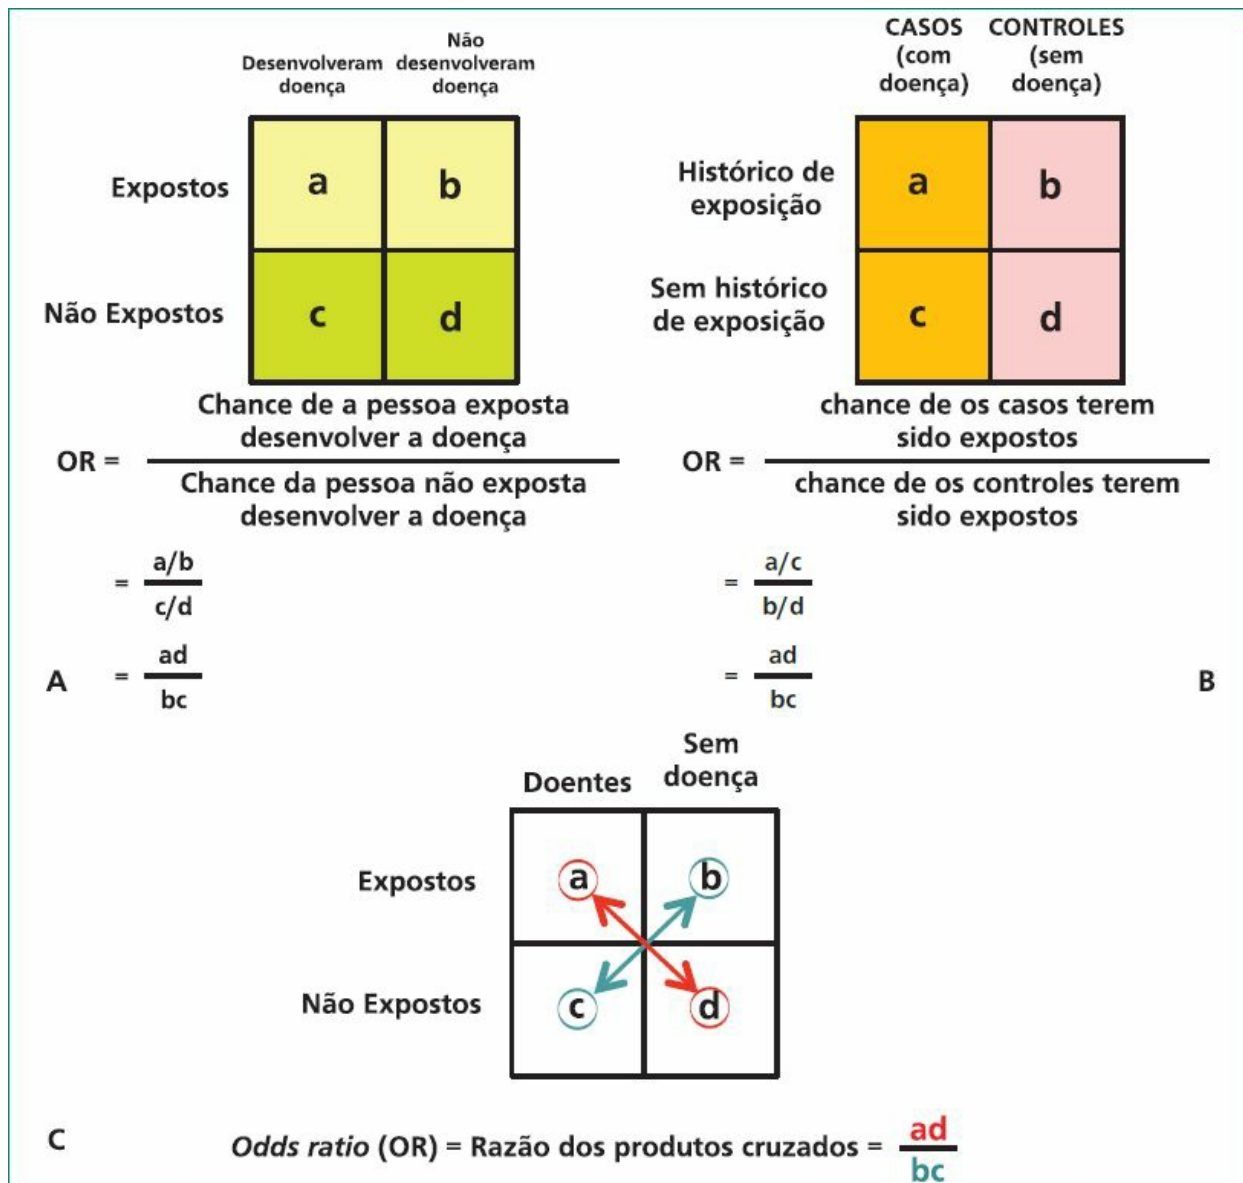 Desenvolveram
doença
Não
desenvolveram
doença
Expostos
a
b
Não Expostos
c
d
OR =
Chance de a pessoa exposta
desenvolver a doença
Chance da pessoa não exposta
desenvolver a doença
=
a/b
c/d
A
=
ad
bc
CASOS
(com
doença)
CONTROLES
(sem
doença)
Histórico de
exposição
a
b
Sem histórico
de exposição
c
d
OR =
chance de os casos terem
sido expostos
chance de os controles terem
sido expostos
=
a/c
b/d
=
ad
bc
B
Doentes
Sem
doença
Expostos
a
b
Não Expostos
c
d
C
Odds ratio (OR) = Razão dos produtos cruzados =
ad
bc